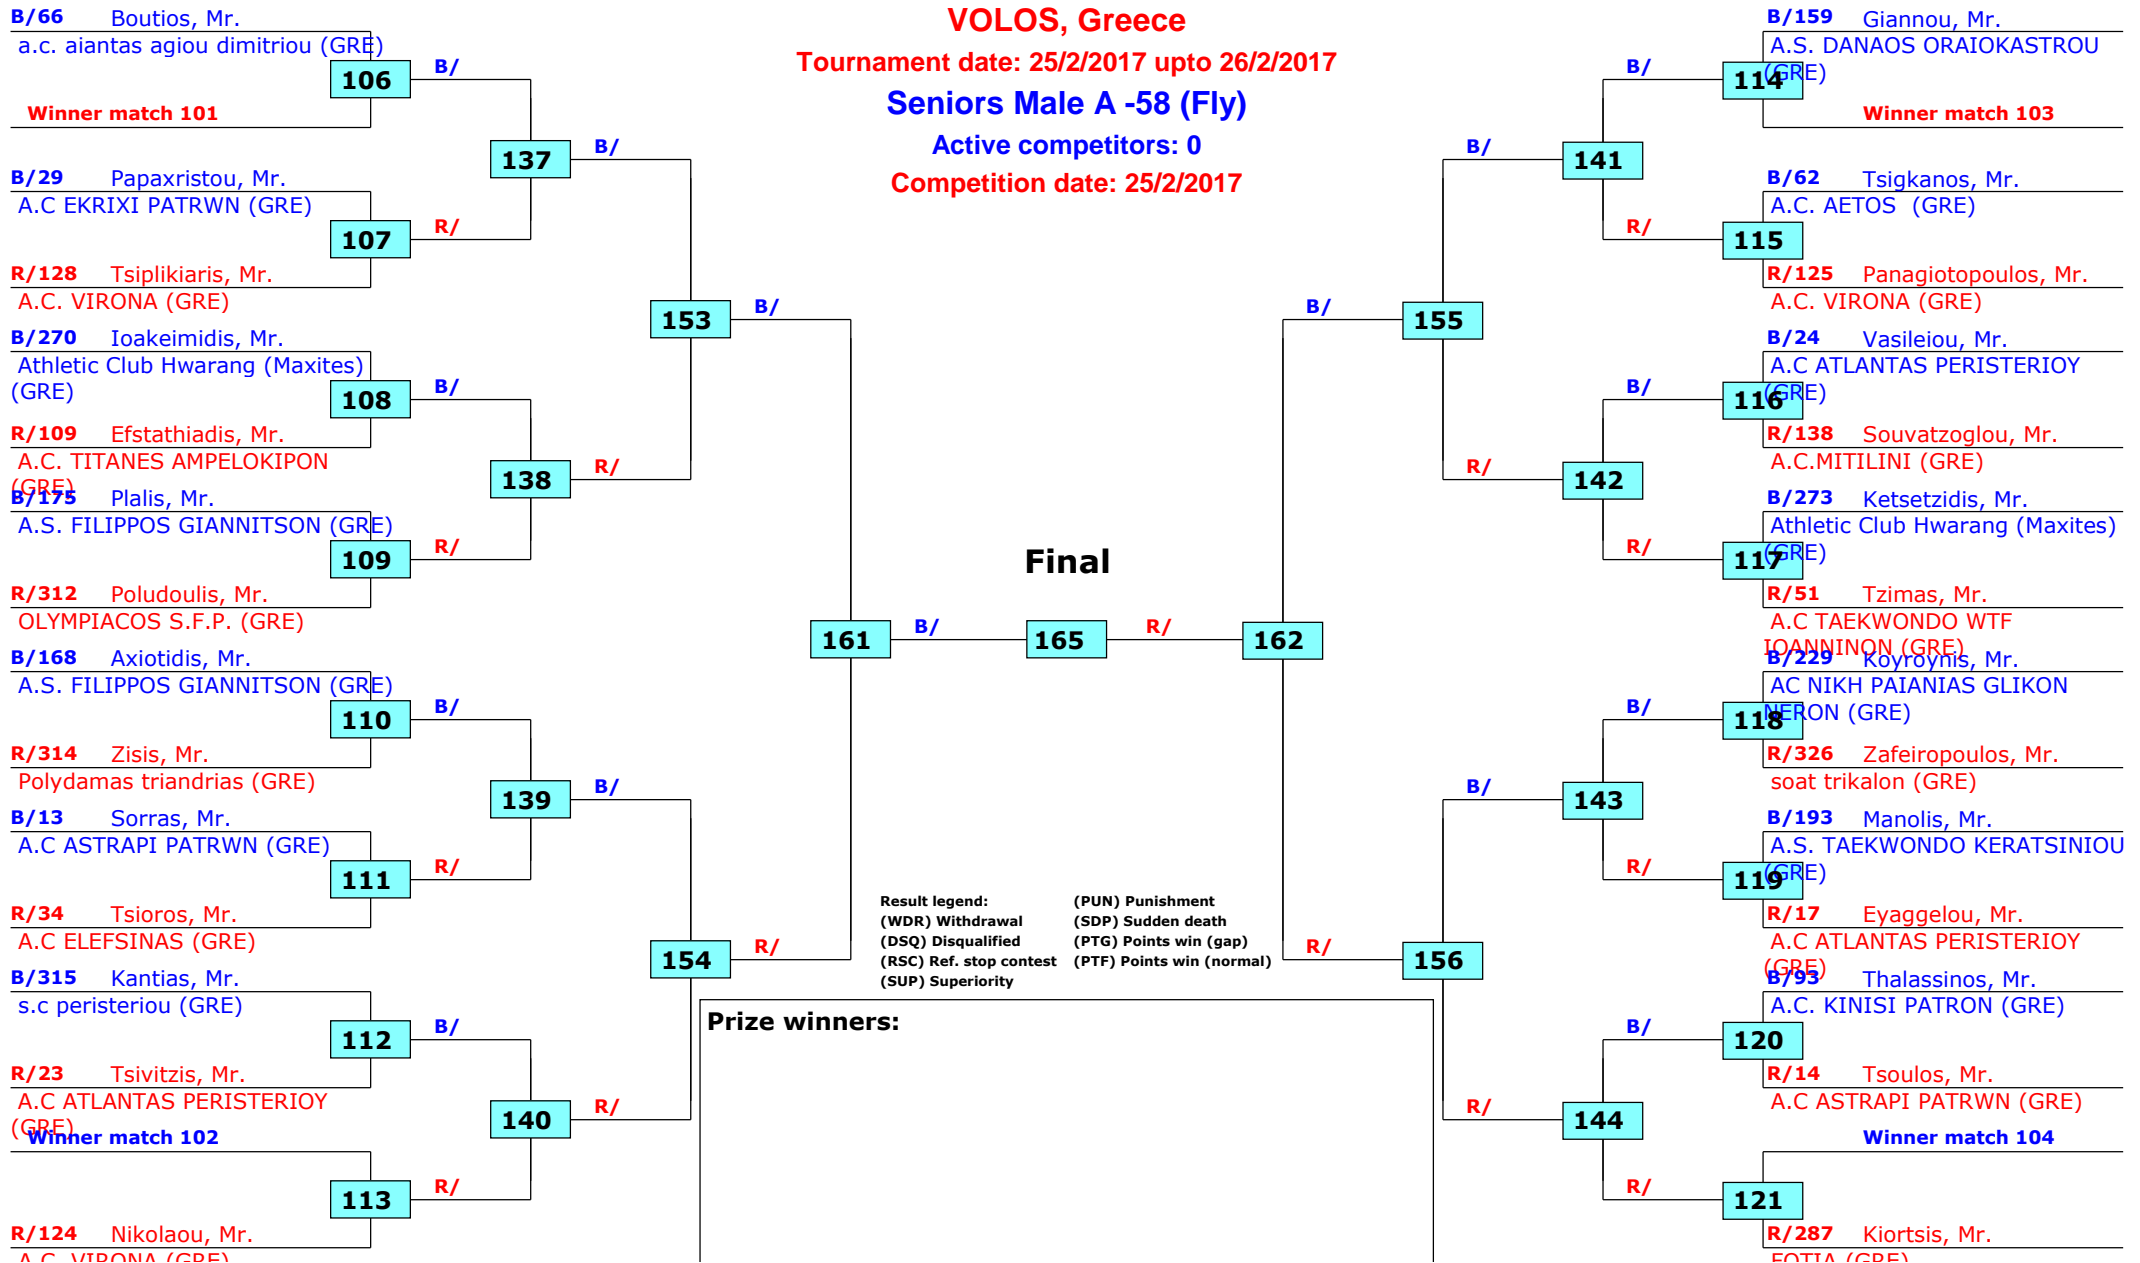 VOLOS, Greece
Tournament date: 25/2/2017 upto 26/2/2017
Seniors Male A -58 (Fly)
Active competitors: 0
Competition date: 25/2/2017
B/66 Boutios, Mr.
a.c. aiantas agiou dimitriou (GRE)
106
B/
Winner match 101
137
B/
B/29 Papaxristou, Mr.
A.C EKRIXI PATRWN (GRE)
107
R/
R/128 Tsiplikiaris, Mr.
A.C. VIRONA (GRE)
153
B/
B/270 Ioakeimidis, Mr.
Athletic Club Hwarang (Maxites)
(GRE)
108
B/
R/109 Efstathiadis, Mr.
A.C. TITANES AMPELOKIPON
(GRE)
138
R/
B/175 Plalis, Mr.
A.S. FILIPPOS GIANNITSON (GRE)
109
R/
R/312 Poludoulis, Mr.
OLYMPIACOS S.F.P. (GRE)
161
B/
B/168 Axiotidis, Mr.
A.S. FILIPPOS GIANNITSON (GRE)
110
B/
R/314 Zisis, Mr.
Polydamas triandrias (GRE)
139
B/
B/13 Sorras, Mr.
A.C ASTRAPI PATRWN (GRE)
111
R/
R/34 Tsioros, Mr.
A.C ELEFSINAS (GRE)
154
R/
B/315 Kantias, Mr.
s.c peristeriou (GRE)
112
B/
R/23 Tsivitzis, Mr.
A.C ATLANTAS PERISTERIOY
(GRE)
140
R/
Winner match 102
113
R/
R/124 Nikolaou, Mr.
A.C. VIRONA (GRE)
Final
165
R/
162
Result legend:
(WDR) Withdrawal
(DSQ) Disqualified
(RSC) Ref. stop contest
(SUP) Superiority
(PUN) Punishment
(SDP) Sudden death
(PTG) Points win (gap)
(PTF) Points win (normal)
Prize winners:
B/159 Giannou, Mr.
A.S. DANAOS ORAIOKASTROU
(GRE)
B/
114
Winner match 103
B/
141
B/62 Tsigkanos, Mr.
A.C. AETOS (GRE)
R/
115
R/125 Panagiotopoulos, Mr.
A.C. VIRONA (GRE)
B/
155
B/24 Vasileiou, Mr.
A.C ATLANTAS PERISTERIOY
(GRE)
B/
116
R/138 Souvatzoglou, Mr.
A.C.MITILINI (GRE)
R/
142
B/273 Ketsetzidis, Mr.
Athletic Club Hwarang (Maxites)
(GRE)
R/
117
R/51 Tzimas, Mr.
A.C TAEKWONDO WTF
IOANNINON (GRE)
B/229 Koyroynis, Mr.
AC NIKH PAIANIAS GLIKON
NERON (GRE)
B/
118
R/326 Zafeiropoulos, Mr.
soat trikalon (GRE)
B/
143
B/193 Manolis, Mr.
A.S. TAEKWONDO KERATSINIOU
(GRE)
R/
119
R/17 Eyaggelou, Mr.
A.C ATLANTAS PERISTERIOY
(GRE)
R/
156
B/93 Thalassinos, Mr.
A.C. KINISI PATRON (GRE)
B/
120
R/14 Tsoulos, Mr.
A.C ASTRAPI PATRWN (GRE)
R/
144
Winner match 104
R/
121
R/287 Kiortsis, Mr.
FOTIA (GRE)